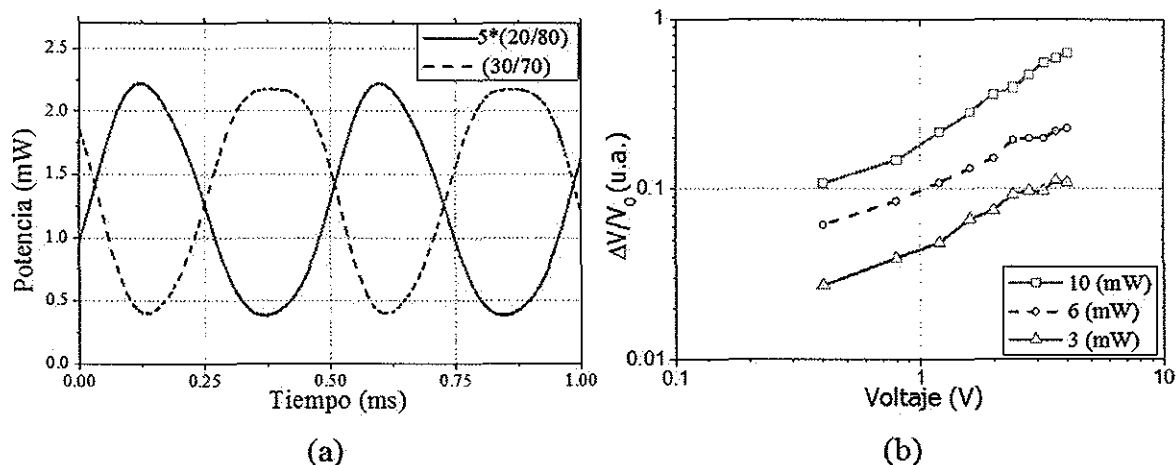 5*(20/80)
(30/70)
Potencia (mW)
2.5
2.0
1.5
1.0
0.5
0.0
0.00
0.25
0.50
0.75
1.00
Tiempo (ms)
(a)
ΔV/V₀ (u.a.)
1
0.1
0.01
10 (mW)
6 (mW)
3 (mW)
0.1
1
10
Voltaje (V)
(b)